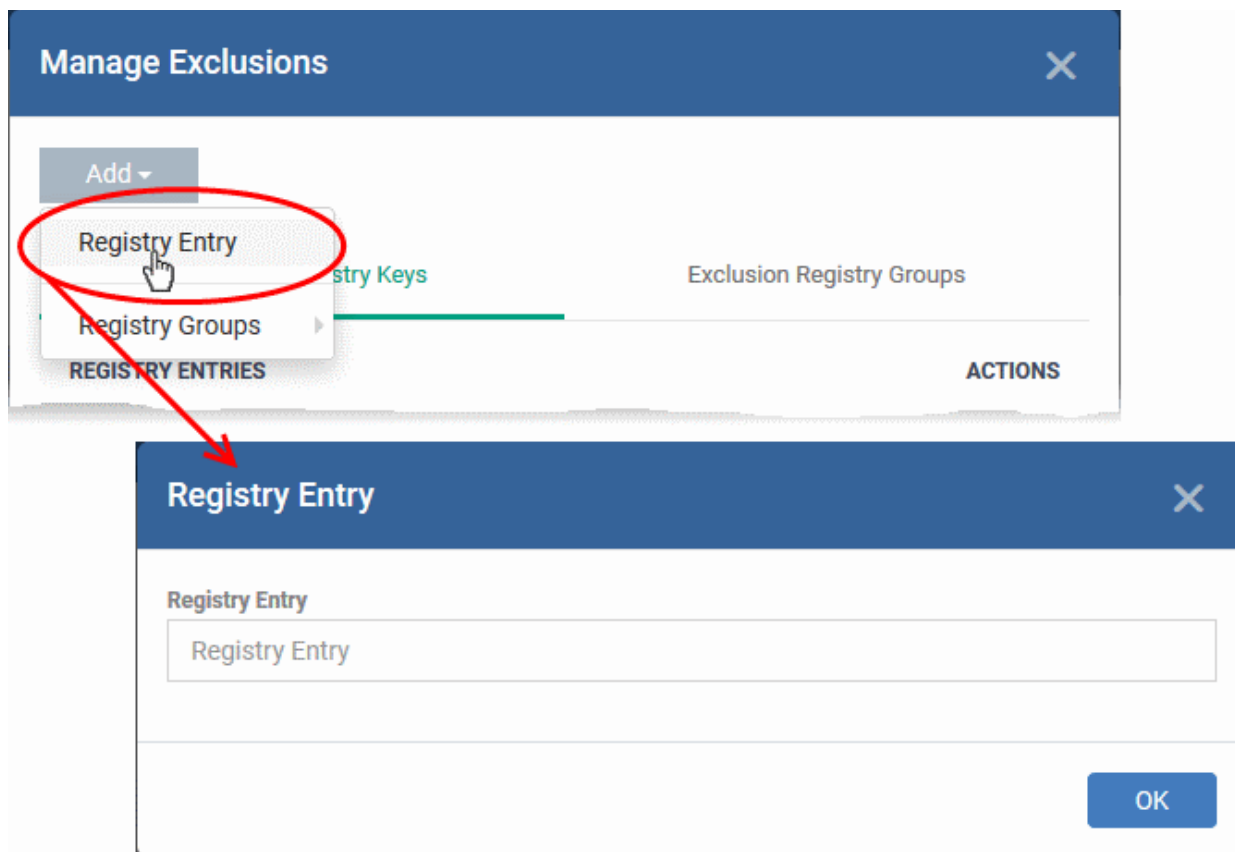 Manage Exclusions
Add
Registry Entry
stry Keys
Exclusion Registry Groups
Registry Groups
REGISTRY ENTRIES
ACTIONS
Registry Entry
Registry Entry
Registry Entry
OK